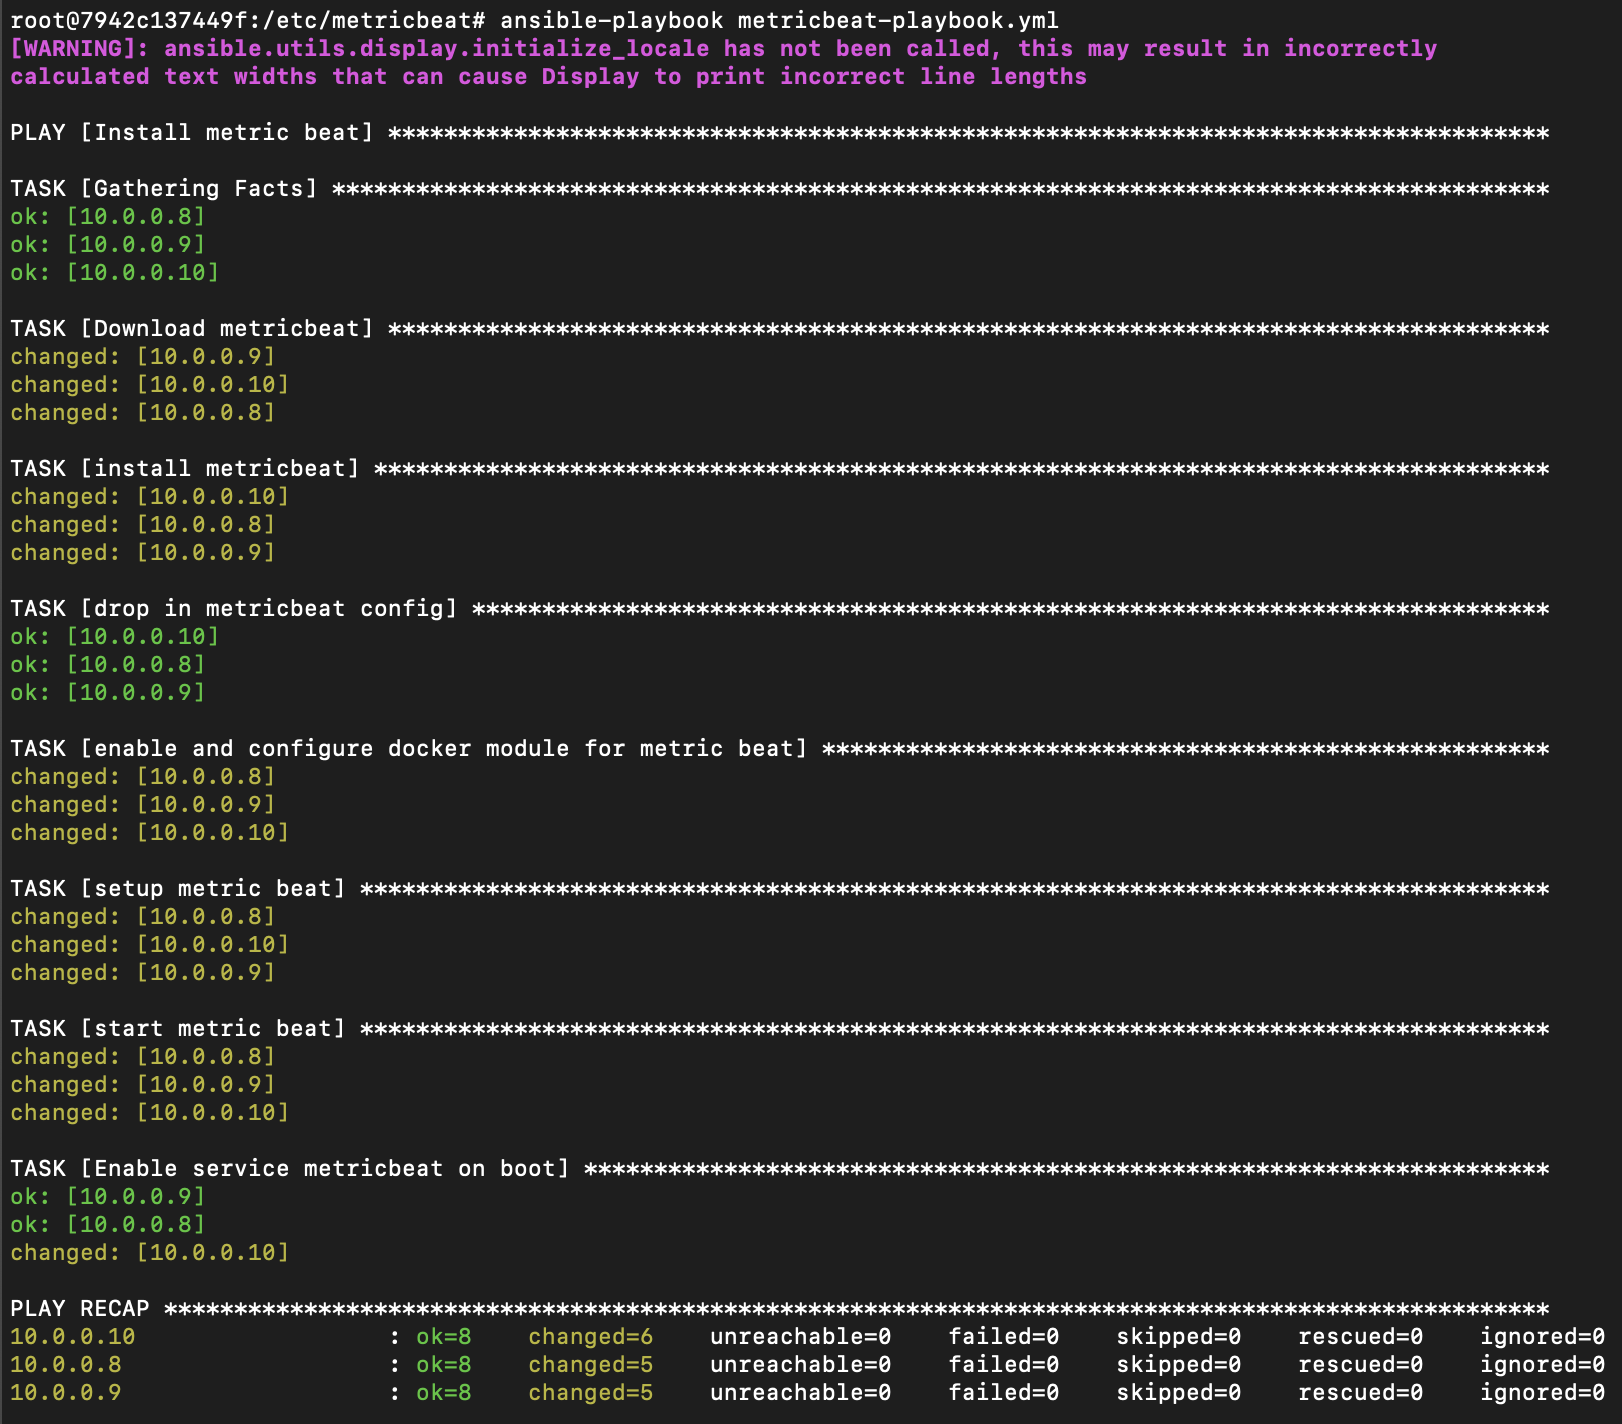 root@7942c137449f:/etc/metricbeat# ansible-playbook metricbeat-playbook.yml
[WARNING]: ansible.utils.display.initialize_locale has not been called, this may result in incorrectly
calculated text widths that can cause Display to print incorrect line lengths
PLAY [Install metric beat] ***********************************************************************************
TASK [Gathering Facts] ***************************************************************************************
ok: [10.0.0.8]
ok: [10.0.0.9]
ok: [10.0.0.10]
TASK [Download metricbeat] ***********************************************************************************
changed: [10.0.0.9]
changed: [10.0.0.10]
changed: [10.0.0.8]
TASK [install metricbeat] ************************************************************************************
changed: [10.0.0.10]
changed: [10.0.0.8]
changed: [10.0.0.9]
TASK [drop in metricbeat config] *****************************************************************************
ok: [10.0.0.10]
ok: [10.0.0.8]
ok: [10.0.0.9]
TASK [enable and configure docker module for metric beat] ****************************************************
changed: [10.0.0.8]
changed: [10.0.0.9]
changed: [10.0.0.10]
TASK [setup metric beat] *************************************************************************************
changed: [10.0.0.8]
changed: [10.0.0.10]
changed: [10.0.0.9]
TASK [start metric beat] *************************************************************************************
changed: [10.0.0.8]
changed: [10.0.0.9]
changed: [10.0.0.10]
TASK [Enable service metricbeat on boot] *********************************************************************
ok: [10.0.0.9]
ok: [10.0.0.8]
changed: [10.0.0.10]
PLAY RECAP ***************************************************************************************************
10.0.0.10                  : ok=8    changed=6    unreachable=0    failed=0    skipped=0    rescued=0    ignored=0
10.0.0.8                   : ok=8    changed=5    unreachable=0    failed=0    skipped=0    rescued=0    ignored=0
10.0.0.9                   : ok=8    changed=5    unreachable=0    failed=0    skipped=0    rescued=0    ignored=0